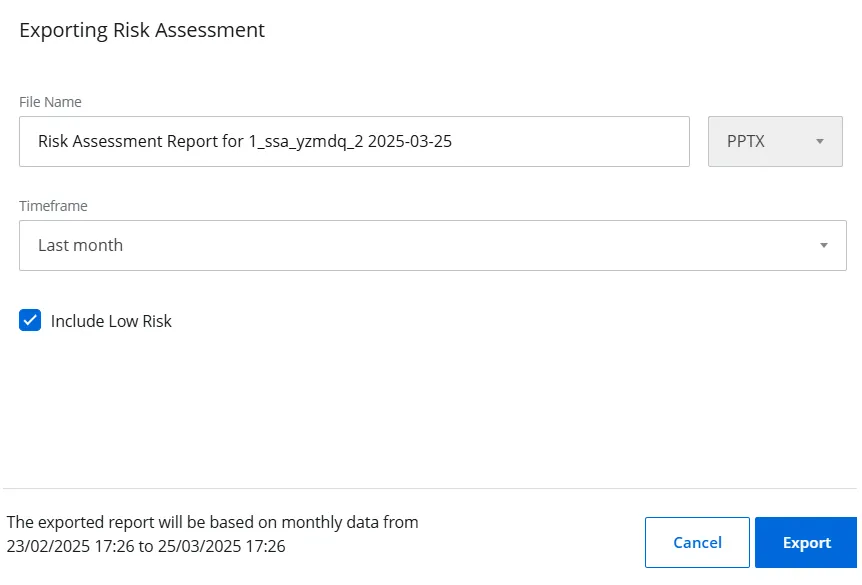 Exporting Risk Assessment
File Name
Risk Assessment Report for 1_ssa_yzmdq_2 2025-03-25
PPTX
Timeframe
Last month
Include Low Risk
The exported report will be based on monthly data from
23/02/2025 17:26 to 25/03/2025 17:26
Cancel
Export